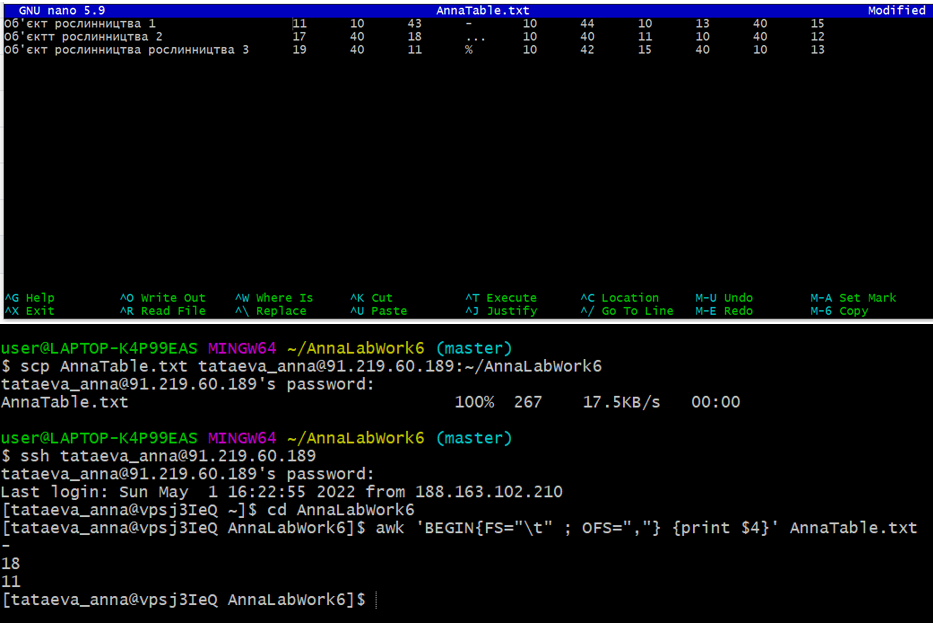 GNU nano 5.9 AnnaTable.txt Modified
Об'єкт рослинництва 1 11 10 43 - 10 44 10 13 40 15
Об'єктт рослинництва 2 17 40 18 ... 10 40 11 10 40 12
Об'єкти рослинництва рослинництва 3 19 40 11 % 10 42 15 40 10 13
^G Help ^O Write Out ^W Where Is ^K Cut ^T Execute ^C Location M-U Undo M-A Set Mark
^X Exit ^R Read File ^\ Replace ^U Paste ^J Justify ^/ Go To Line M-E Redo M-6 Copy
user@LAPTOP-K4P99EAS MINGW64 ~/AnnaLabWork6 (master)
$ scp AnnaTable.txt tataeva_anna@91.219.60.189:~/AnnaLabWork6
tataeva_anna@91.219.60.189's password:
AnnaTable.txt 100% 267 17.5KB/s 00:00
user@LAPTOP-K4P99EAS MINGW64 ~/AnnaLabWork6 (master)
$ ssh tataeva_anna@91.219.60.189
tataeva_anna@91.219.60.189's password:
Last login: Sun May 1 16:22:55 2022 from 188.163.102.210
[tataeva_anna@vpsj3IeQ ~]$ cd AnnaLabWork6
[tataeva_anna@vpsj3IeQ AnnaLabWork6]$ awk 'BEGIN{FS="\t" ; OFS=","} {print $4}' AnnaTable.txt
-
18
11
[tataeva_anna@vpsj3IeQ AnnaLabWork6]$